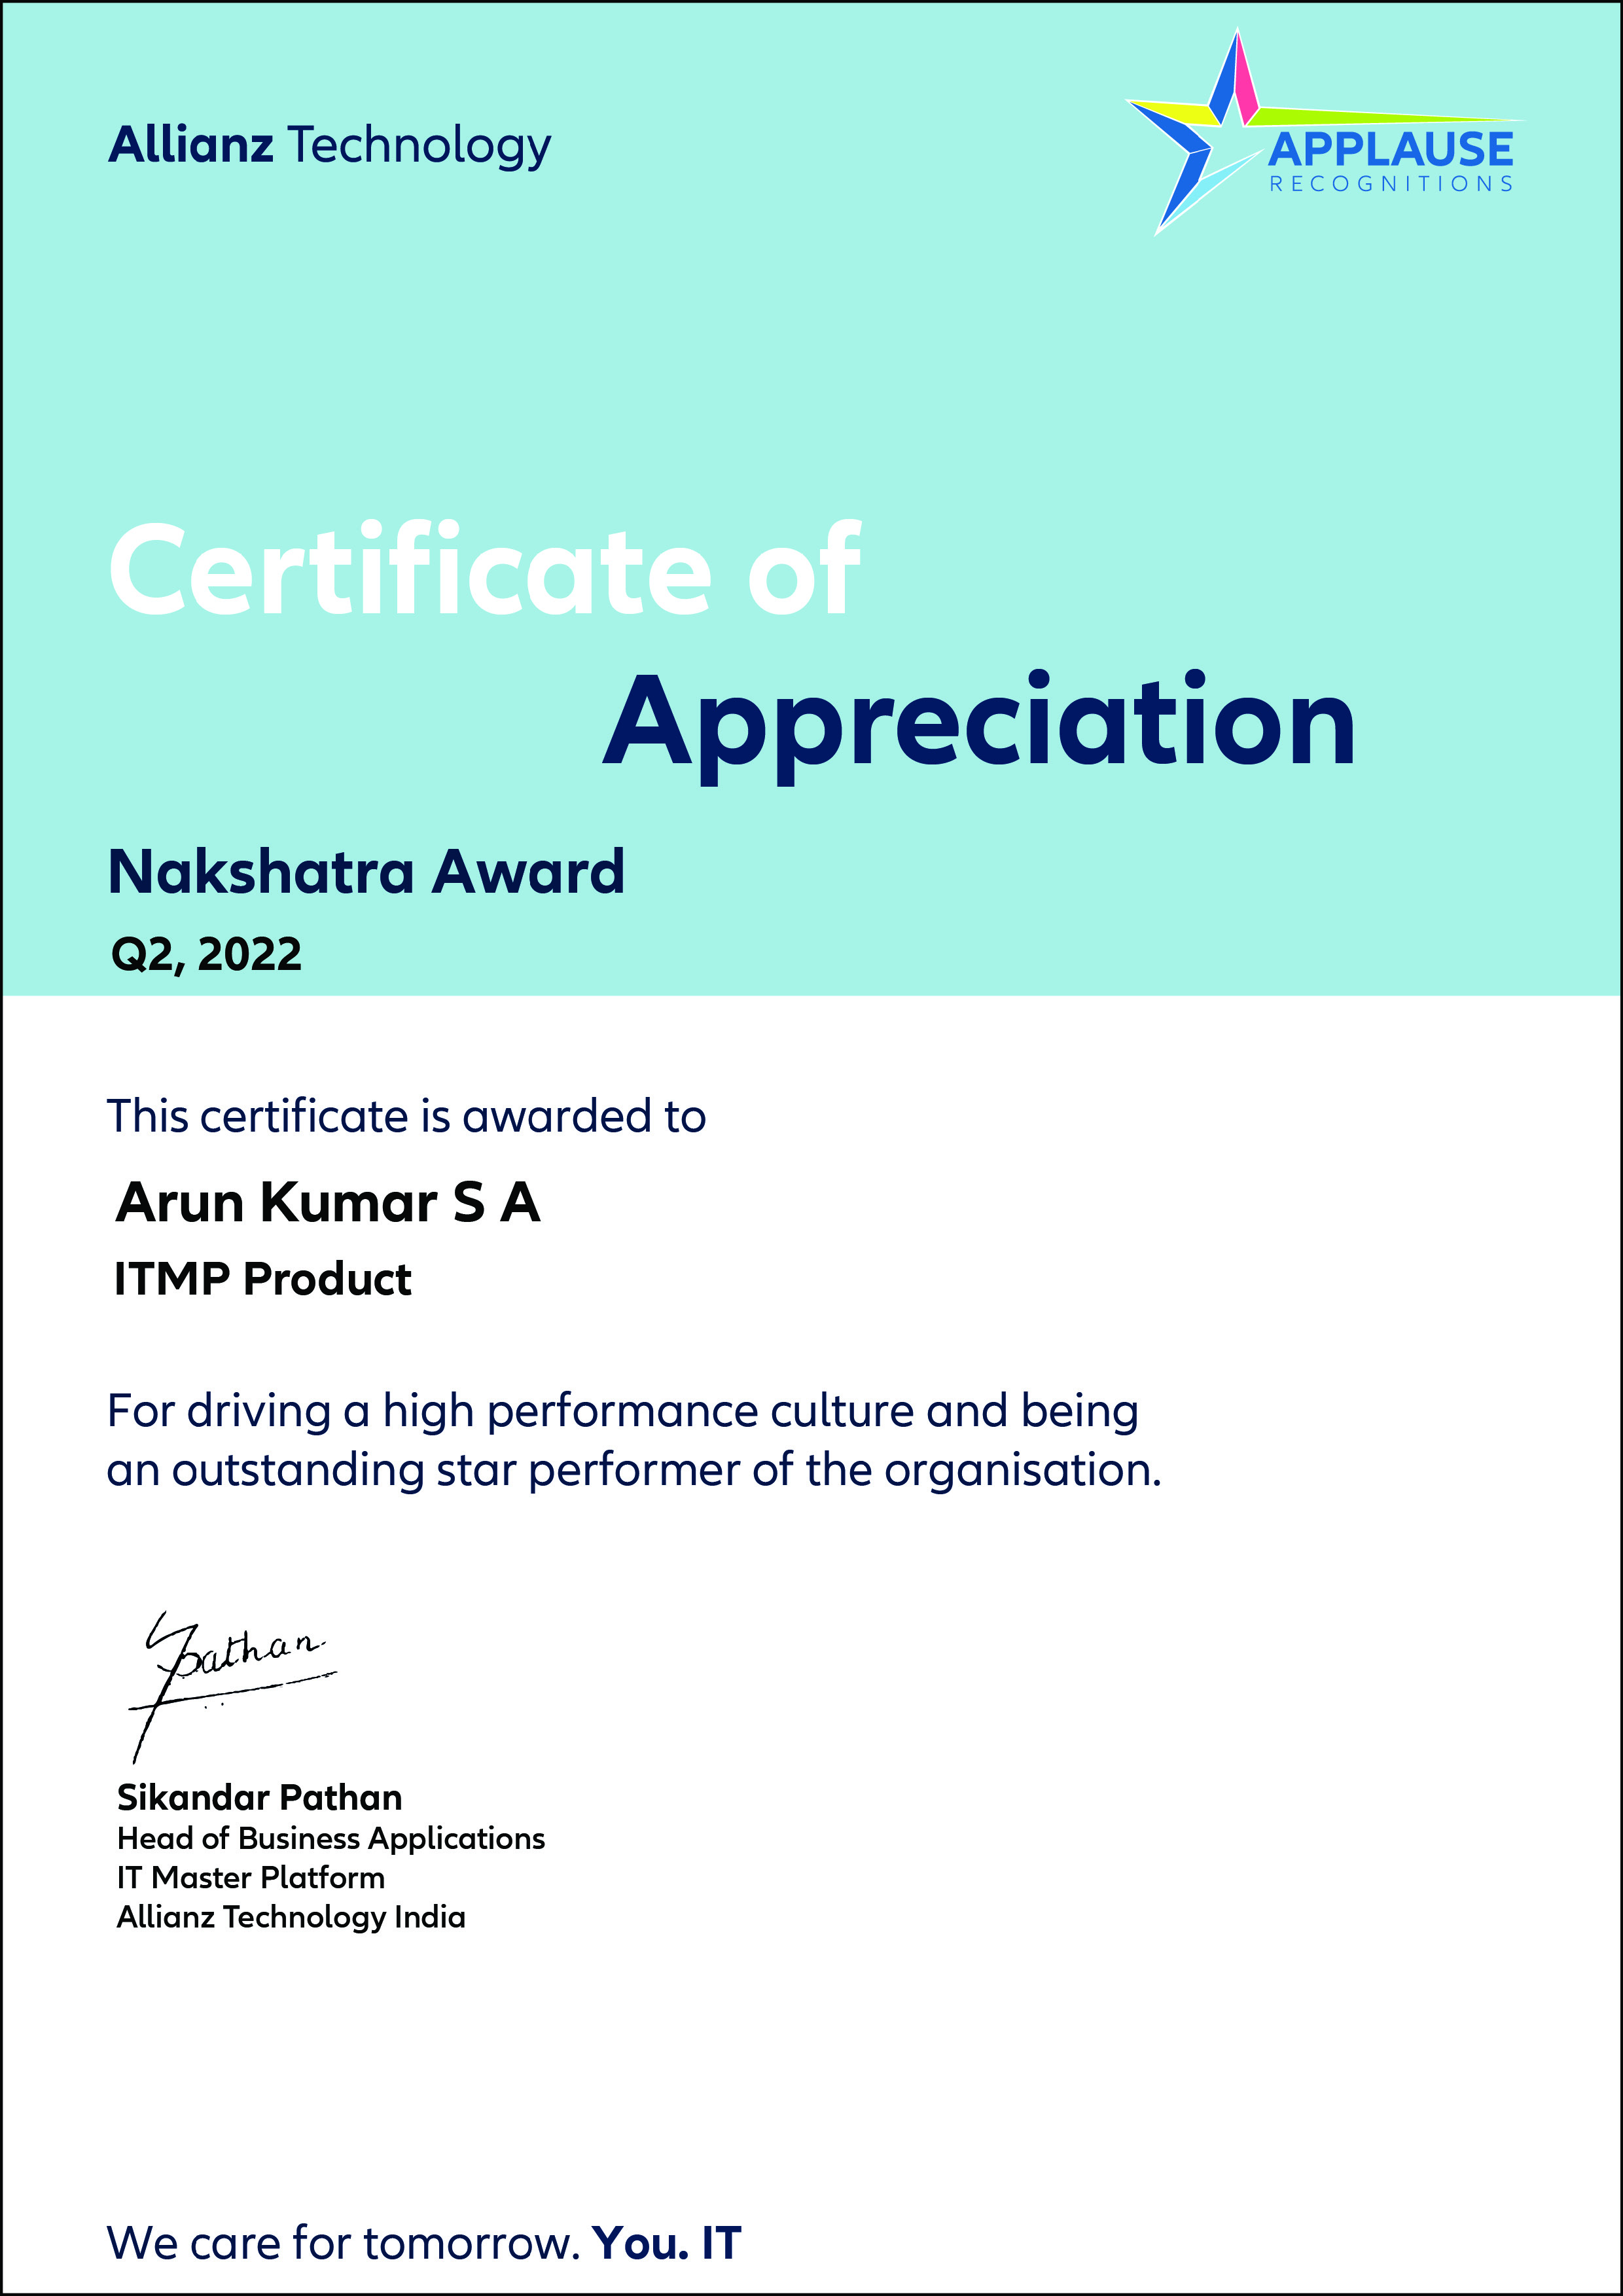 Allianz Technology
APPLAUSE
RECOGNITIONS
Certificate of
Appreciation
Nakshatra Award
Q2, 2022
This certificate is awarded to
Arun Kumar S A
ITMP Product
For driving a high performance culture and being
an outstanding star performer of the organisation.
Spathan
Sikandar Pathan
Head of Business Applications
IT Master Platform
Allianz Technology India
We care for tomorrow. You. IT